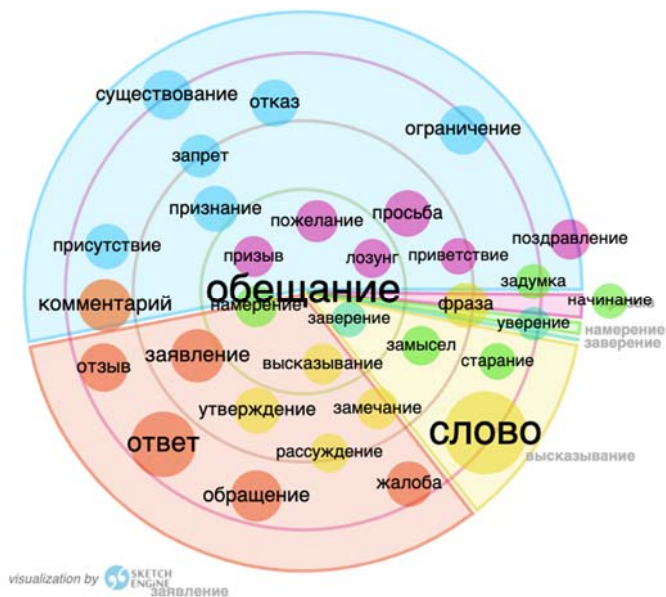 существование
отказ
ограничение
запрет
признание
пожелание
просьба
присутствие
призыв
лозунг
приветствие
поздравление
обещание
задумка
комментарий
намерение
фраза
начинание
заверение
уверение
намерение
заверение
отзыв
заявление
высказывание
замысел
старание
утверждение
замечание
ответ
слово
рассуждение
высказывание
обращение
жалоба
visualization by SKETCH
ENGINE
заявление